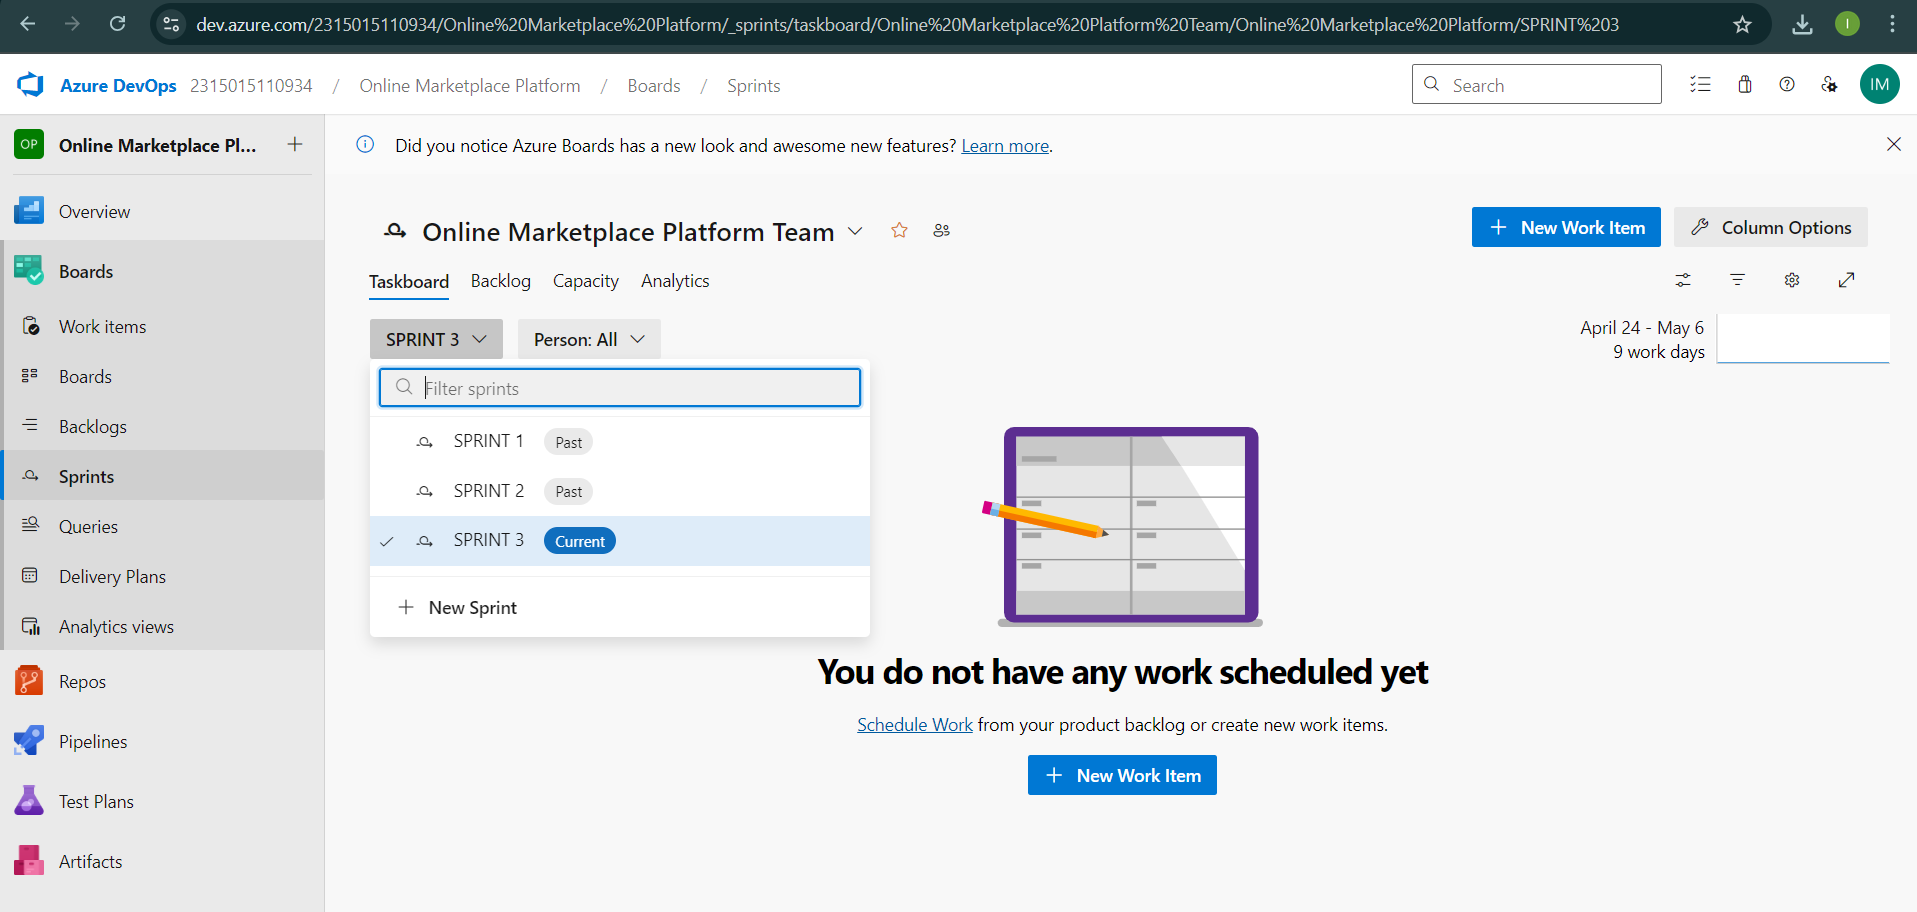 dev.azure.com/2315015110934/Online%20Marketplace%20Platform/_sprints/taskboard/Online%20Marketplace%20Platform%20Team/Online%20Marketplace%20Platform/SPRINT%203
I
Azure DevOps 2315015110934 / Online Marketplace Platform / Boards / Sprints
Search
IM
OP Online Marketplace Pl...
Overview
Boards
Work items
Boards
Backlogs
Sprints
Queries
Delivery Plans
Analytics views
Repos
Pipelines
Test Plans
Artifacts
Did you notice Azure Boards has a new look and awesome new features? Learn more.
Online Marketplace Platform Team
New Work Item
Column Options
Taskboard Backlog Capacity Analytics
SPRINT 3
Person: All
April 24 - May 6
9 work days
Filter sprints
SPRINT 1 Past
SPRINT 2 Past
SPRINT 3 Current
New Sprint
You do not have any work scheduled yet
Schedule Work from your product backlog or create new work items.
New Work Item